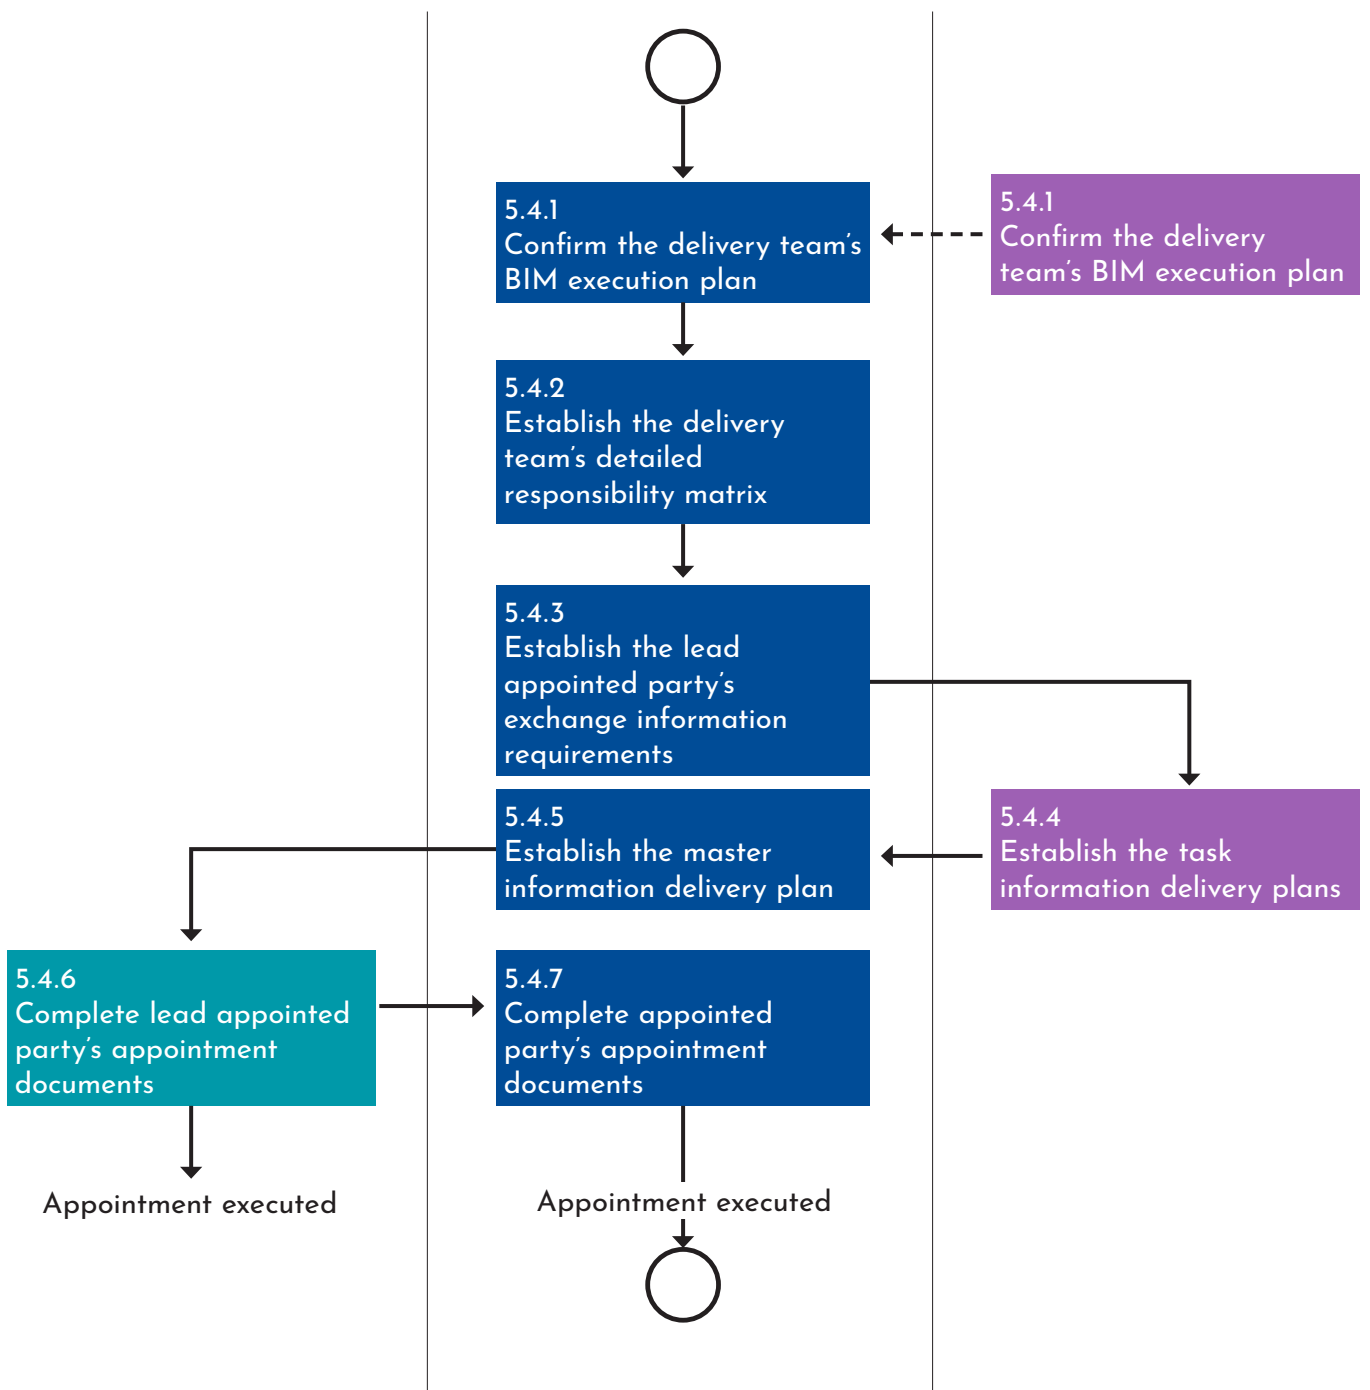 5.4.1
Confirm the delivery team’s
BIM execution plan
5.4.1
Confirm the delivery
team’s BIM execution plan
5.4.2
Establish the delivery
team’s detailed
responsibility matrix
5.4.3
Establish the lead
appointed party’s
exchange information
requirements
5.4.5
Establish the master
information delivery plan
5.4.4
Establish the task
information delivery plans
5.4.6
Complete lead appointed
party’s appointment
documents
5.4.7
Complete appointed
party’s appointment
documents
Appointment executed
Appointment executed